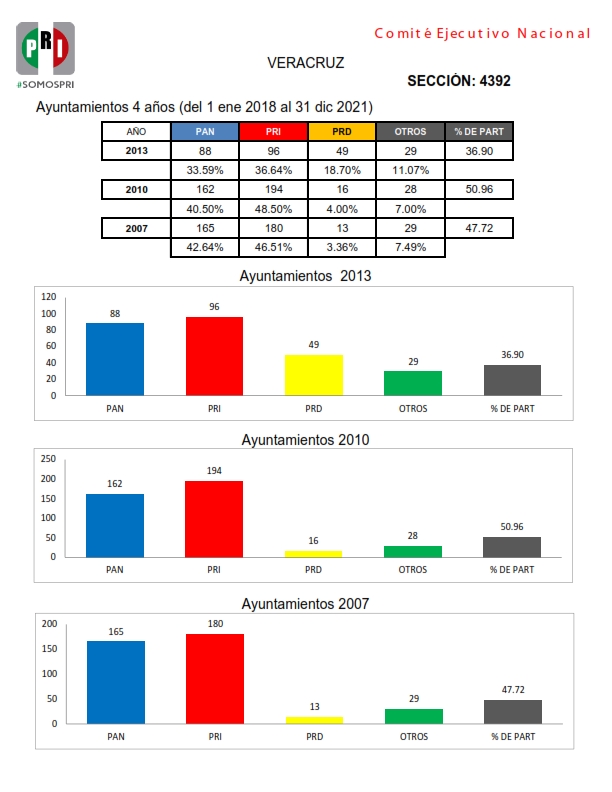 Comité Ejecutivo Nacional
PRI
#SOMOSPRI
VERACRUZ
SECCIÒN: 4392
Ayuntamientos 4 años (del 1 ene 2018 al 31 dic 2021)
AÑO PAN PRI PRD OTROS % DE PART
2013 88 96 49 29 36.90
33.59% 36.64% 18.70% 11.07%
2010 162 194 16 28 50.96
40.50% 48.50% 4.00% 7.00%
2007 165 180 13 29 47.72
42.64% 46.51% 3.36% 7.49%
Ayuntamientos 2013
120
100
80
60
40
20
0
88
96
49
29
36.90
PAN PRI PRD OTROS % DE PART
Ayuntamientos 2010
250
200
150
100
50
0
162
194
16
28
50.96
PAN PRI PRD OTROS % DE PART
Ayuntamientos 2007
200
150
100
50
0
165
180
13
29
47.72
PAN PRI PRD OTROS % DE PART